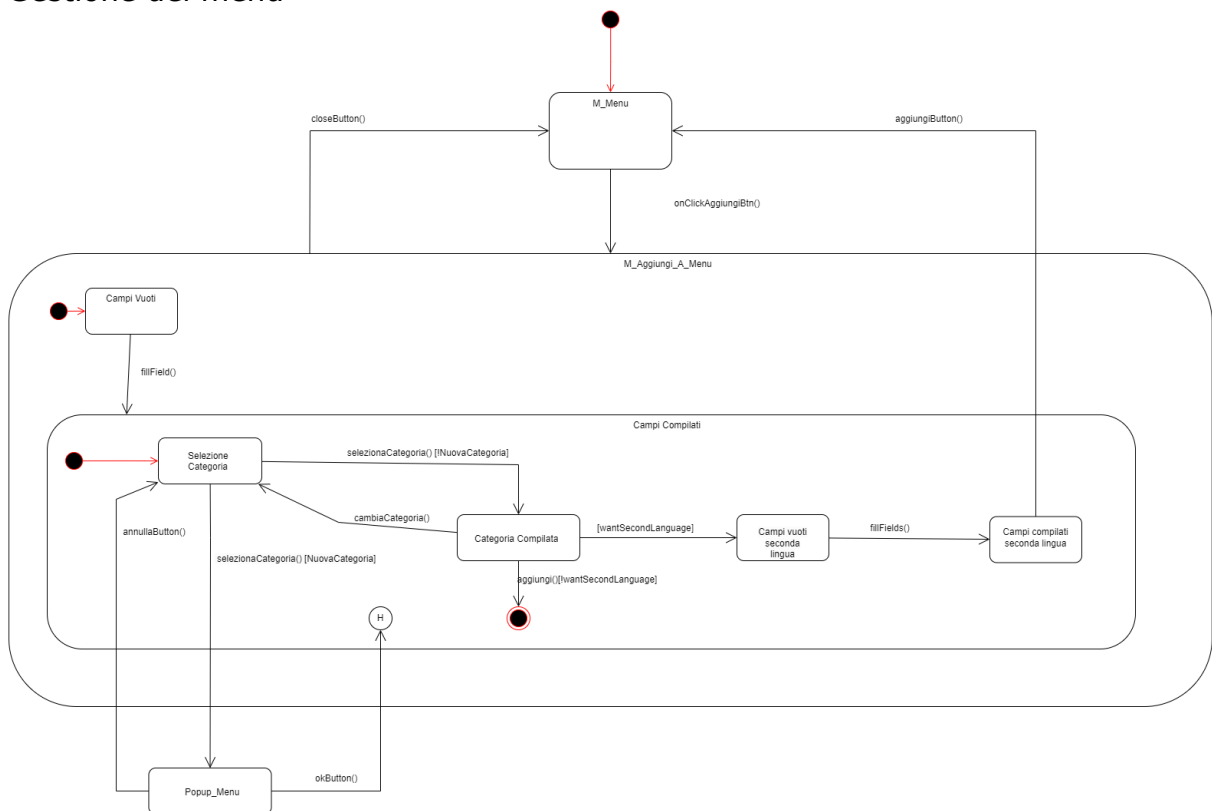 Gestione del Menù
M_Menu
closeButton()
aggiungiButton()
onClickAggiungiBtn()
M_Aggiungi_A_Menu
Campi Vuoti
fillField()
Campi Compilati
Selezione
Categoria
selezionaCategoria() [!NuovaCategoria]
cambiaCategoria()
annullaButton()
Categoria Compilata
[wantSecondLanguage]
Campi vuoti
seconda
lingua
fillFields()
Campi compilati
seconda lingua
selezionaCategoria() [NuovaCategoria]
aggiungi()[!wantSecondLanguage]
H
okButton()
Popup_Menu